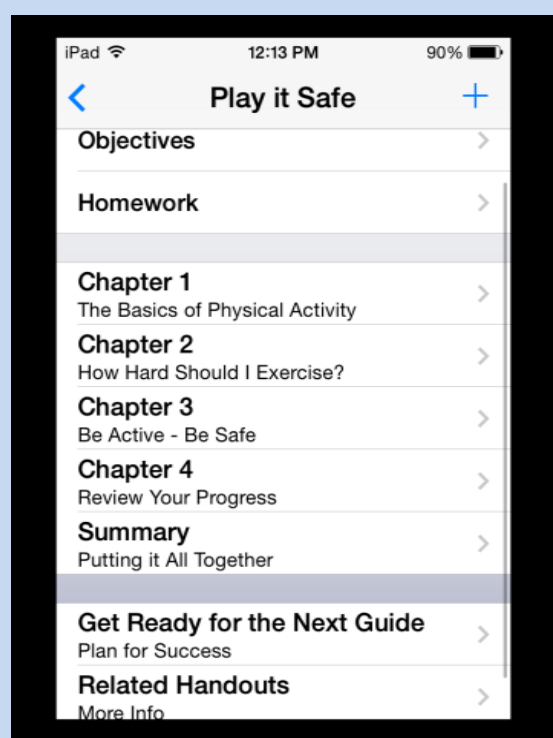 iPad 12:13 PM 90%
Play it Safe
Objectives
Homework
Chapter 1
The Basics of Physical Activity
Chapter 2
How Hard Should I Exercise?
Chapter 3
Be Active - Be Safe
Chapter 4
Review Your Progress
Summary
Putting it All Together
Get Ready for the Next Guide
Plan for Success
Related Handouts
More Info